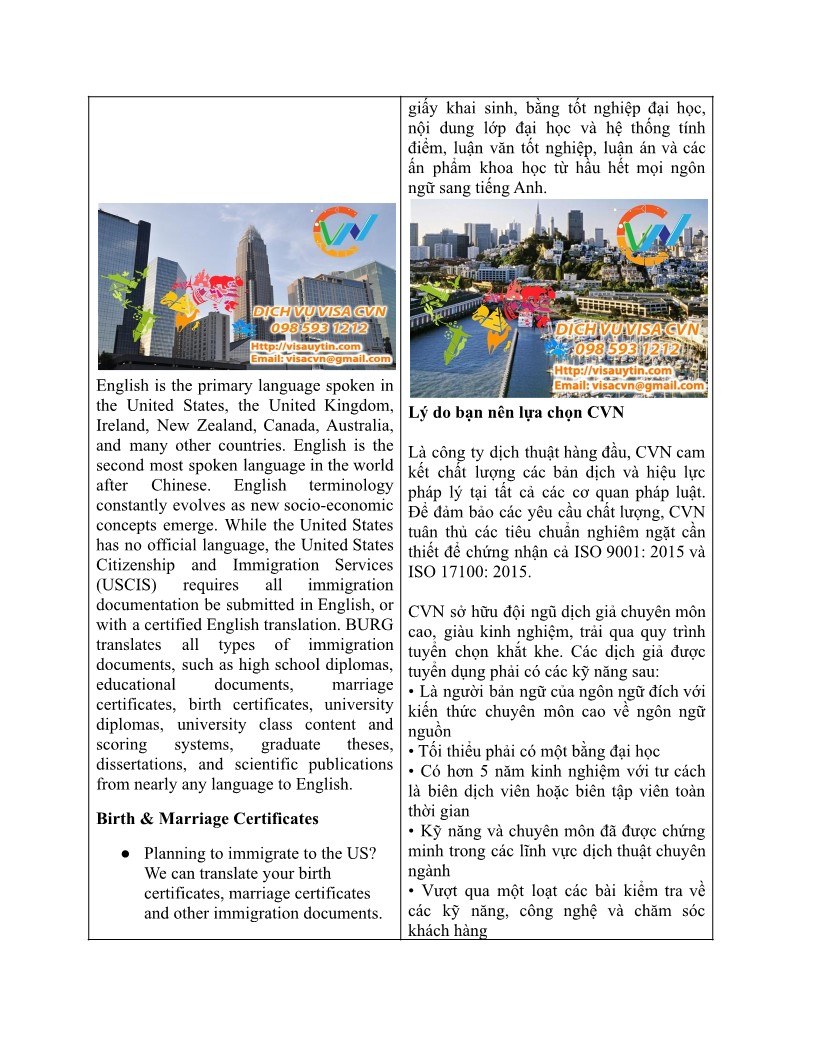 DỊCH VỤ VISA CVN
098 593 1212
Http://visauytin.com
Email: visacvn@gmail.com
English is the primary language spoken in
the United States, the United Kingdom,
Ireland, New Zealand, Canada, Australia,
and many other countries. English is the
second most spoken language in the world
after Chinese. English terminology
constantly evolves as new socio-economic
concepts emerge. While the United States
has no official language, the United States
Citizenship and Immigration Services
(USCIS) requires all immigration
documentation be submitted in English, or
with a certified English translation. BURG
translates all types of immigration
documents, such as high school diplomas,
educational documents, marriage
certificates, birth certificates, university
diplomas, university class content and
scoring systems, graduate theses,
dissertations, and scientific publications
from nearly any language to English.
Birth & Marriage Certificates
● Planning to immigrate to the US?
We can translate your birth
certificates, marriage certificates
and other immigration documents.
giấy khai sinh, bằng tốt nghiệp đại học,
nội dung lớp đại học và hệ thống tính
điểm, luận văn tốt nghiệp, luận án và các
ấn phẩm khoa học từ hầu hết mọi ngôn
ngữ sang tiếng Anh.
DỊCH VỤ VISA CVN
098 593 1212
Http://visauytin.com
Email: visacvn@gmail.com
Lý do bạn nên lựa chọn CVN
Là công ty dịch thuật hàng đầu, CVN cam
kết chất lượng các bản dịch và hiệu lực
pháp lý tại tất cả các cơ quan pháp luật.
Để đảm bảo các yêu cầu chất lượng, CVN
tuân thủ các tiêu chuẩn nghiêm ngặt cần
thiết để chứng nhận cả ISO 9001: 2015 và
ISO 17100: 2015.
CVN sở hữu đội ngũ dịch giả chuyên môn
cao, giàu kinh nghiệm, trải qua quy trình
tuyển chọn khắt khe. Các dịch giả được
tuyển dụng phải có các kỹ năng sau:
• Là người bản ngữ của ngôn ngữ đích với
kiến thức chuyên môn cao về ngôn ngữ
nguồn
• Tối thiểu phải có một bằng đại học
• Có hơn 5 năm kinh nghiệm với tư cách
là biên dịch viên hoặc biên tập viên toàn
thời gian
• Kỹ năng và chuyên môn đã được chứng
minh trong các lĩnh vực dịch thuật chuyên
ngành
• Vượt qua một loạt các bài kiểm tra về
các kỹ năng, công nghệ và chăm sóc
khách hàng